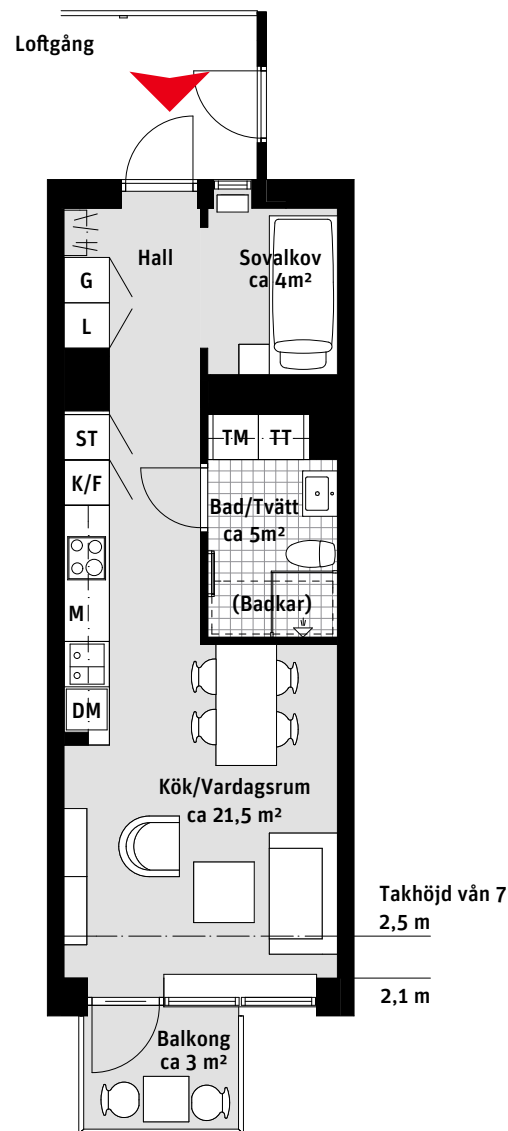 Loftgång
Hall
Sovalkov
ca 4m²
G
L
ST
TM
TT
K/F
Bad/Tvätt
ca 5m²
M
(Badkar)
DM
Kök/Vardagsrum
ca 21,5 m²
Takhöjd vån 7
2,5 m
2,1 m
Balkong
ca 3 m²